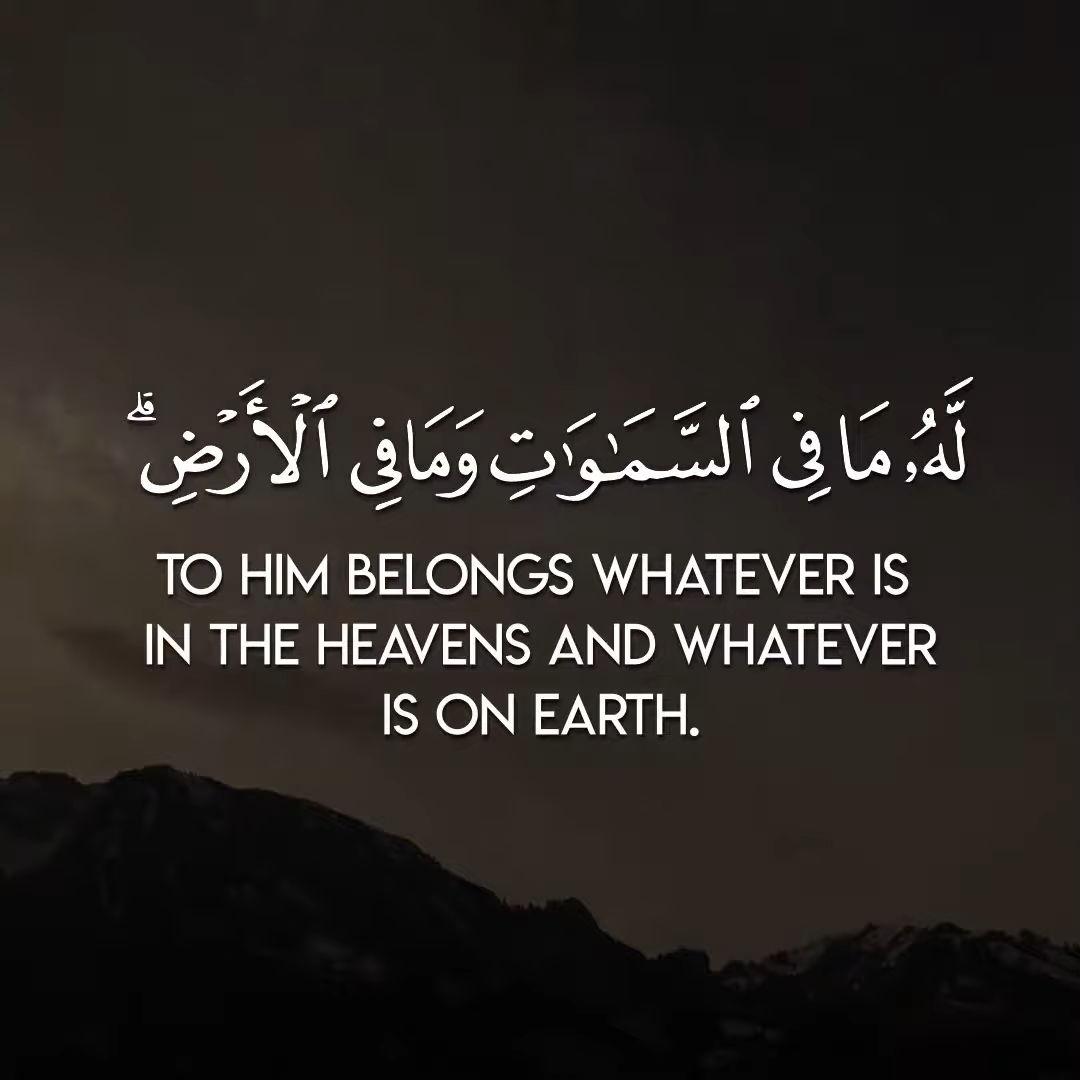 لَّهُۥ مَا فِى ٱلسَّمَـٰوَٰتِ وَمَا فِى ٱلْأَرْضِ ۗ
TO HIM BELONGS WHATEVER IS
IN THE HEAVENS AND WHATEVER
IS ON EARTH.